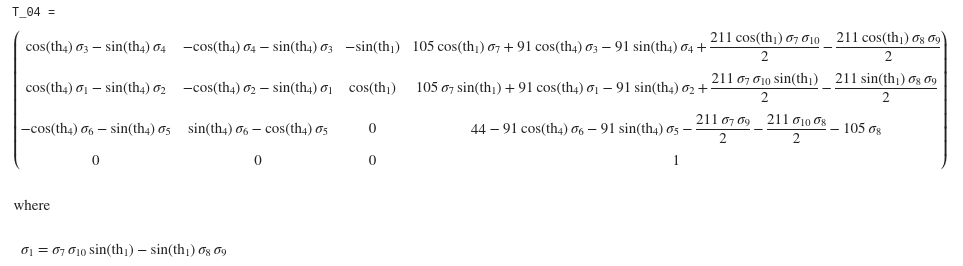 T_04 =
cos(th₄) σ₃ − sin(th₄) σ₄ −cos(th₄) σ₄ − sin(th₄) σ₃ −sin(th₁) 105 cos(th₁) σ₇ + 91 cos(th₄) σ₃ − 91 sin(th₄) σ₄ + 211 cos(th₁) σ₇ σ₁₀ / 2 − 211 cos(th₁) σ₈ σ₉ / 2
cos(th₄) σ₁ − sin(th₄) σ₂ −cos(th₄) σ₂ − sin(th₄) σ₁ cos(th₁) 105 σ₇ sin(th₁) + 91 cos(th₄) σ₁ − 91 sin(th₄) σ₂ + 211 σ₇ σ₁₀ sin(th₁) / 2 − 211 sin(th₁) σ₈ σ₉ / 2
−cos(th₄) σ₆ − sin(th₄) σ₅ sin(th₄) σ₆ − cos(th₄) σ₅ 0 44 − 91 cos(th₄) σ₆ − 91 sin(th₄) σ₅ − 211 σ₇ σ₉ / 2 − 211 σ₁₀ σ₈ / 2 − 105 σ₈
0 0 0 1
where
σ₁ = σ₇ σ₁₀ sin(th₁) − sin(th₁) σ₈ σ₉